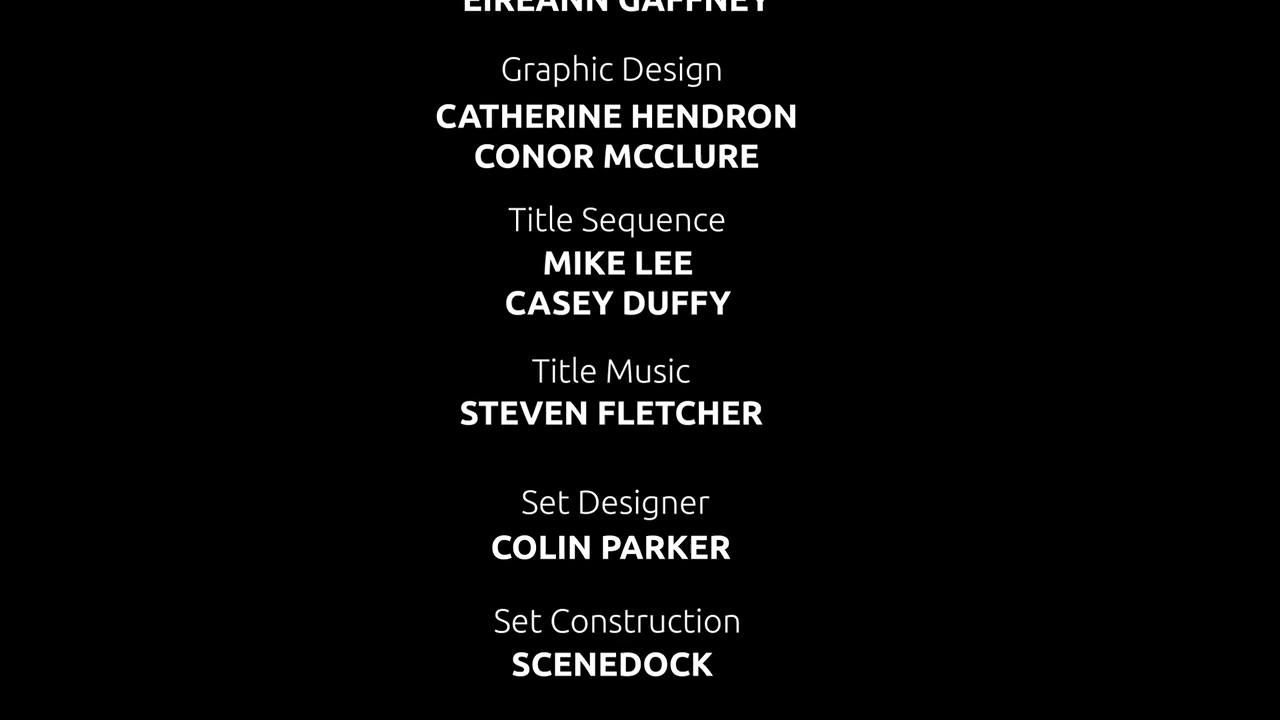 EIREANN GAFFNEY
Graphic Design
CATHERINE HENDRON
CONOR MCCLURE
Title Sequence
MIKE LEE
CASEY DUFFY
Title Music
STEVEN FLETCHER
Set Designer
COLIN PARKER
Set Construction
SCENEDOCK